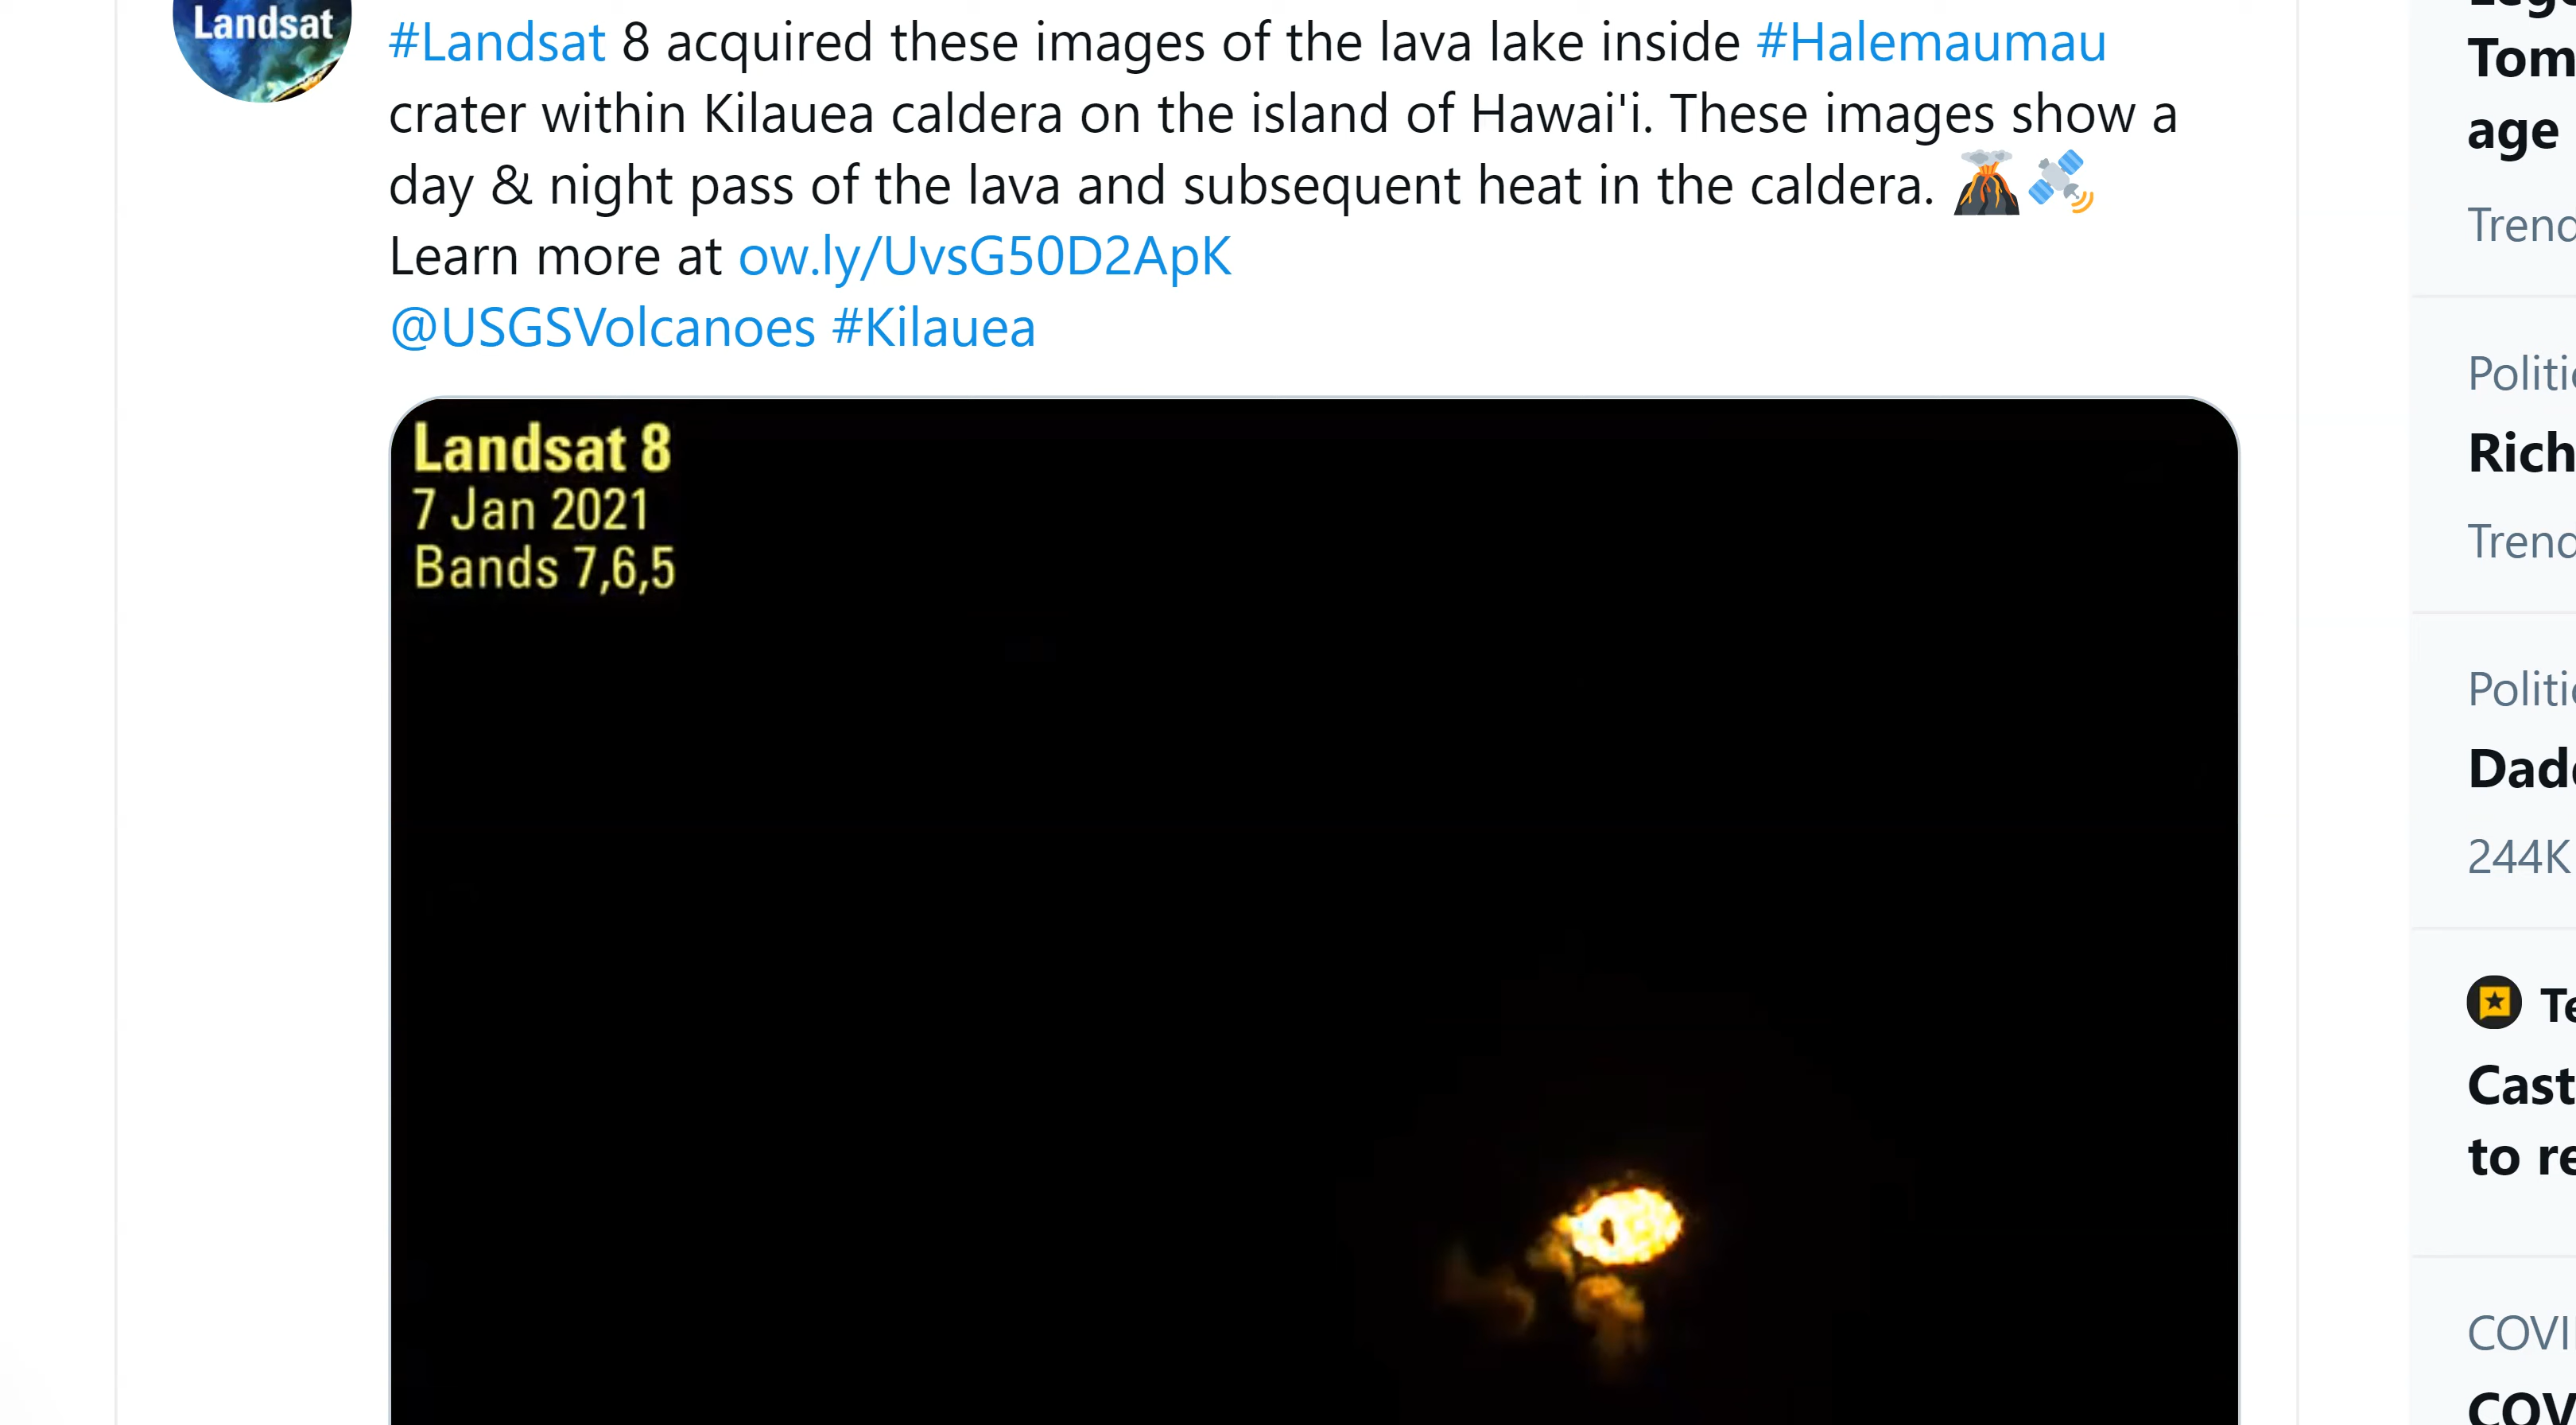 Landsat
#Landsat 8 acquired these images of the lava lake inside #Halemaumau
crater within Kilauea caldera on the island of Hawai'i. These images show a
day & night pass of the lava and subsequent heat in the caldera. 🌋🛰
Learn more at ow.ly/UvsG50D2ApK
@USGSVolcanoes #Kilauea
Landsat 8
7 Jan 2021
Bands 7,6,5
Tom
age
Trend
Politi
Rich
Trend
Politi
Dad
244K
Te
Cast
to re
COVI
COV